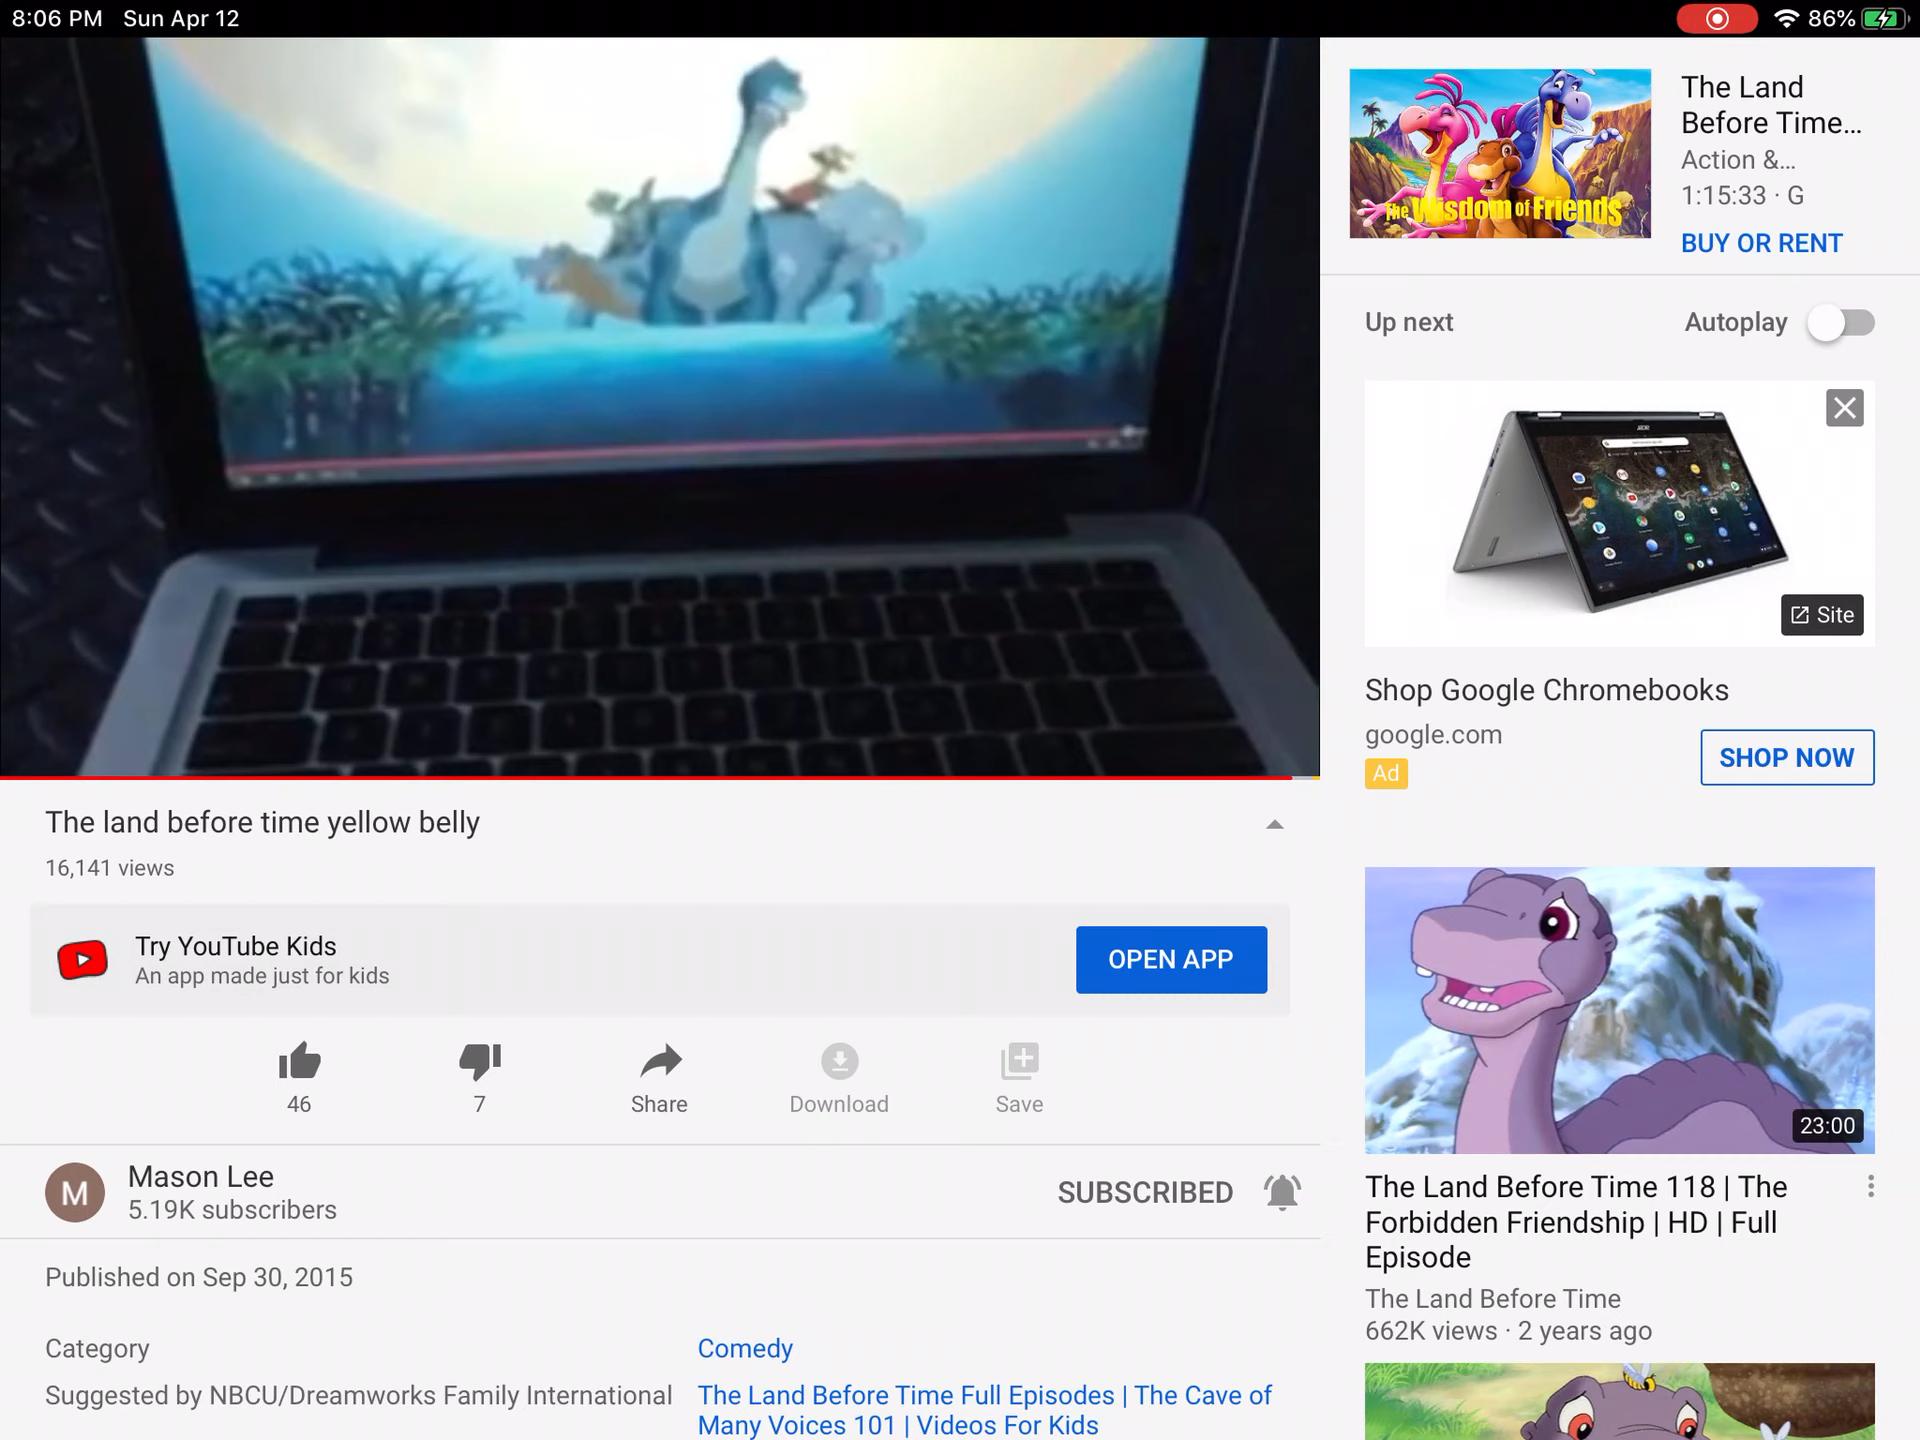 8:06 PM Sun Apr 12
86%
The Wisdom of Friends
The Land
Before Time...
Action &...
1:15:33 · G
BUY OR RENT
Up next
Autoplay
acer
Site
Shop Google Chromebooks
google.com
Ad
SHOP NOW
The land before time yellow belly
16,141 views
Try YouTube Kids
An app made just for kids
OPEN APP
46
7
Share
Download
Save
M
Mason Lee
5.19K subscribers
SUBSCRIBED
Published on Sep 30, 2015
Category
Comedy
Suggested by NBCU/Dreamworks Family International
The Land Before Time Full Episodes | The Cave of
Many Voices 101 | Videos For Kids
23:00
The Land Before Time 118 | The
Forbidden Friendship | HD | Full
Episode
The Land Before Time
662K views · 2 years ago